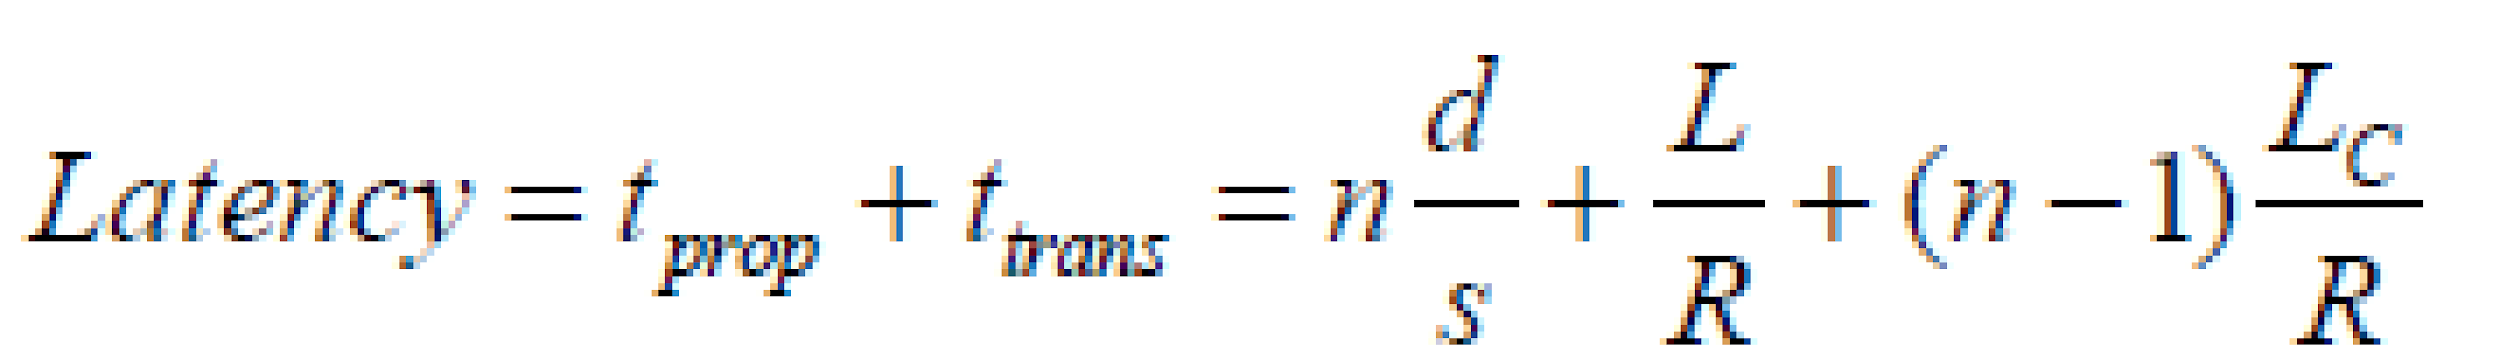 Latency = t_prop + t_trans = n d/s + L/R + (n − 1) L_C/R